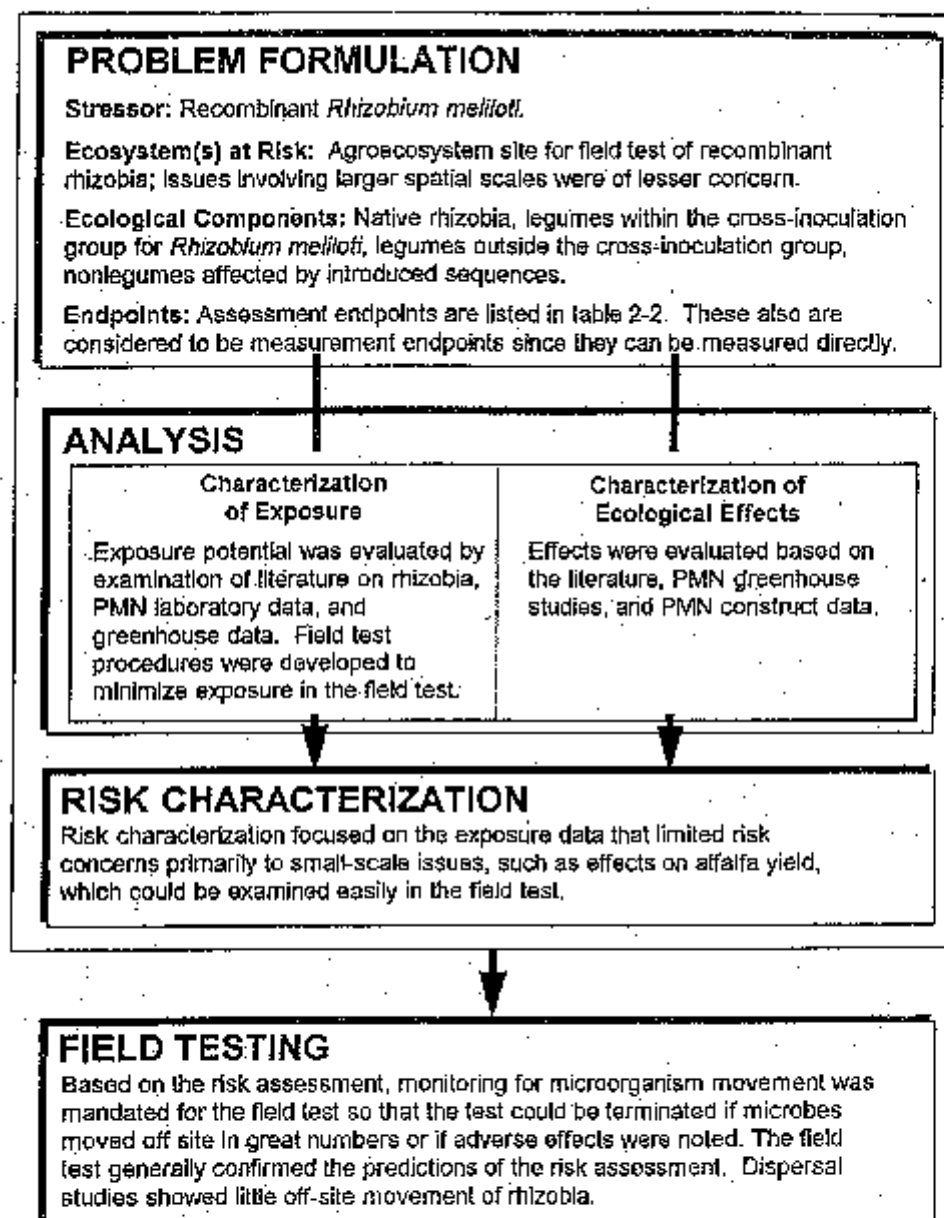 PROBLEM FORMULATION
Stressor: Recombinant Rhizobium meliloti.
Ecosystem(s) at Risk: Agroecosystem site for field test of recombinant
rhizobia; issues involving larger spatial scales were of lesser concern.
Ecological Components: Native rhizobia, legumes within the cross-inoculation
group for Rhizobium meliloti, legumes outside the cross-inoculation group,
nonlegumes affected by introduced sequences.
Endpoints: Assessment endpoints are listed in table 2-2. These also are
considered to be measurement endpoints since they can be measured directly.
ANALYSIS
Characterization
of Exposure
Exposure potential was evaluated by
examination of literature on rhizobia,
PMN laboratory data, and
greenhouse data. Field test
procedures were developed to
minimize exposure in the field test.
Characterization of
Ecological Effects
Effects were evaluated based on
the literature, PMN greenhouse
studies, and PMN construct data.
RISK CHARACTERIZATION
Risk characterization focused on the exposure data that limited risk
concerns primarily to small-scale issues, such as effects on alfalfa yield,
which could be examined easily in the field test.
FIELD TESTING
Based on the risk assessment, monitoring for microorganism movement was
mandated for the field test so that the test could be terminated if microbes
moved off site in great numbers or if adverse effects were noted. The field
test generally confirmed the predictions of the risk assessment. Dispersal
studies showed little off-site movement of rhizobia.